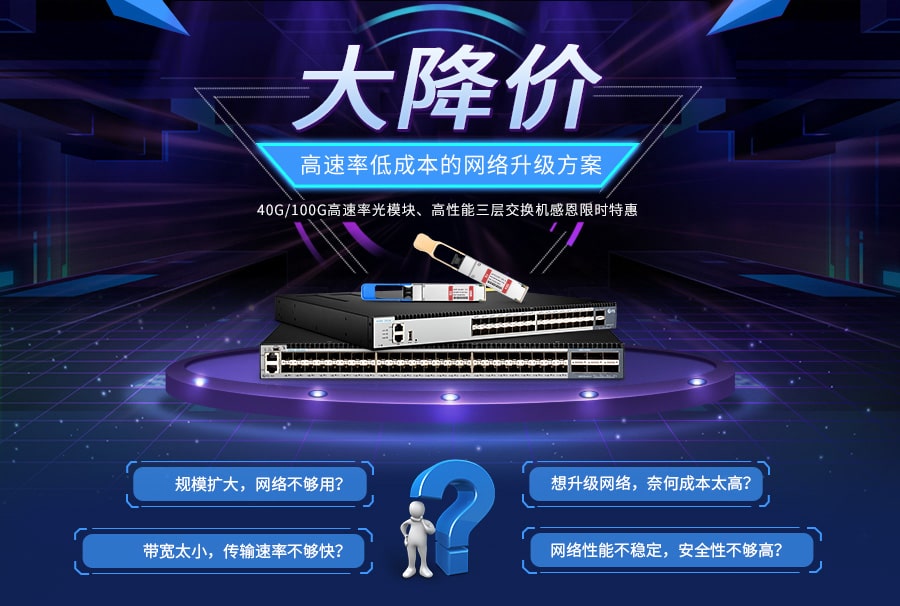 大降价
高速率低成本的网络升级方案
40G/100G高速率光模块、高性能三层交换机感恩限时特惠
规模扩大，网络不够用？
想升级网络，奈何成本太高？
带宽太小，传输速率不够快？
网络性能不稳定，安全性不够高？